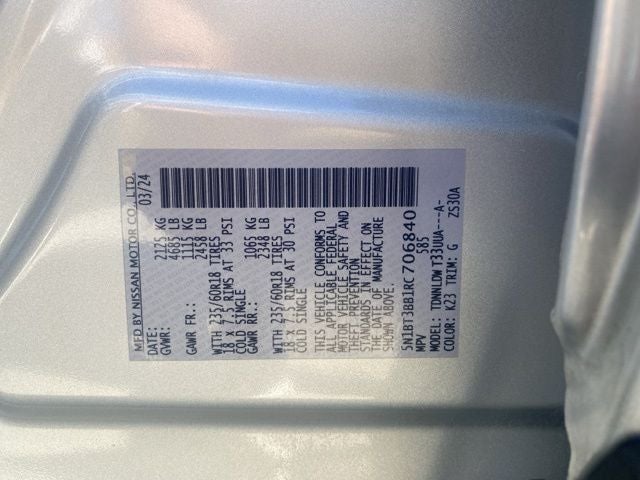 MFD BY NISSAN MOTOR CO., LTD.
DATE: 03/24
GVWR: 2125 KG
4685 LB
GAWR FR.: 1115 KG
2458 LB
WITH 235/60R18 TIRES
18 X 7.5 RIMS AT 33 PSI
COLD SINGLE
GAWR RR.: 1065 KG
2348 LB
WITH 235/60R18 TIRES
18 X 7.5 RIMS AT 30 PSI
COLD SINGLE
THIS VEHICLE CONFORMS TO
ALL APPLICABLE FEDERAL
MOTOR VEHICLE SAFETY AND
THEFT PREVENTION
STANDARDS IN EFFECT ON
THE DATE OF MANUFACTURE
SHOWN ABOVE.
5N1BT3BB1RC706840
MPV 585
MODEL: TDNNLDW T33UUA---A-
COLOR: K23 TRIM: G ZS30A